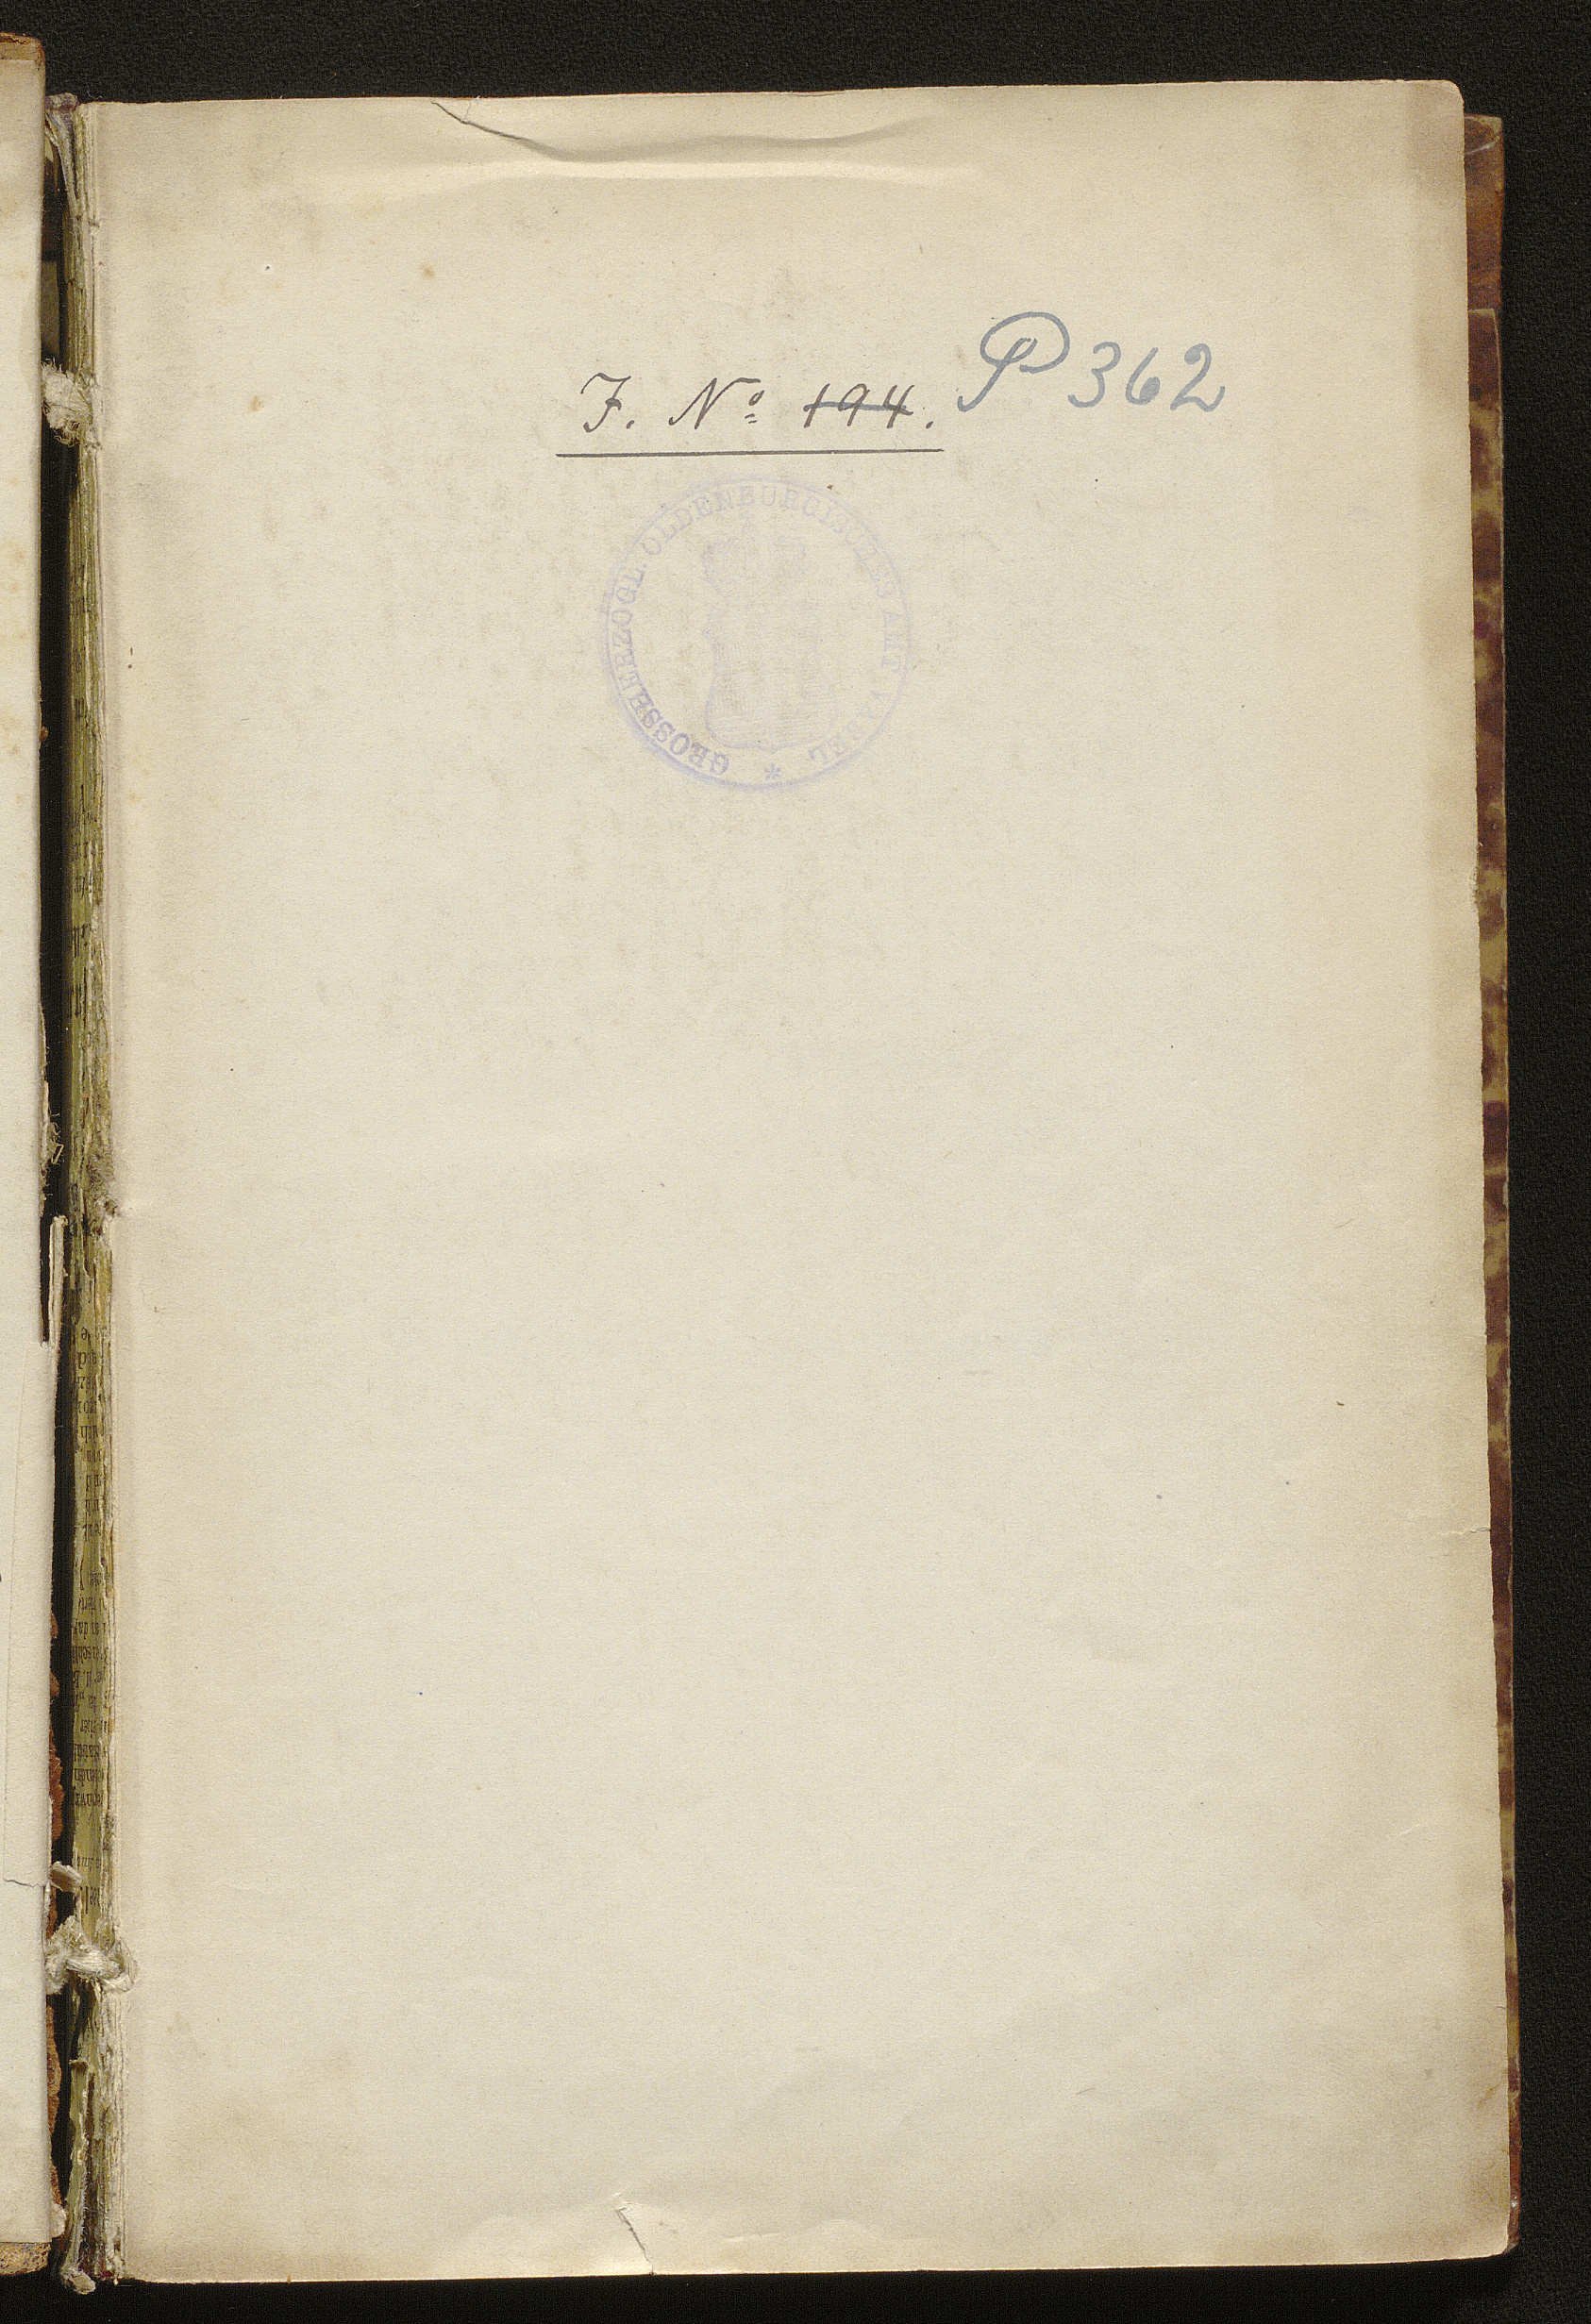 J. No 194. P 362
GROSSHERZOGL. OLDENBURGISCHES AMT VAREL *